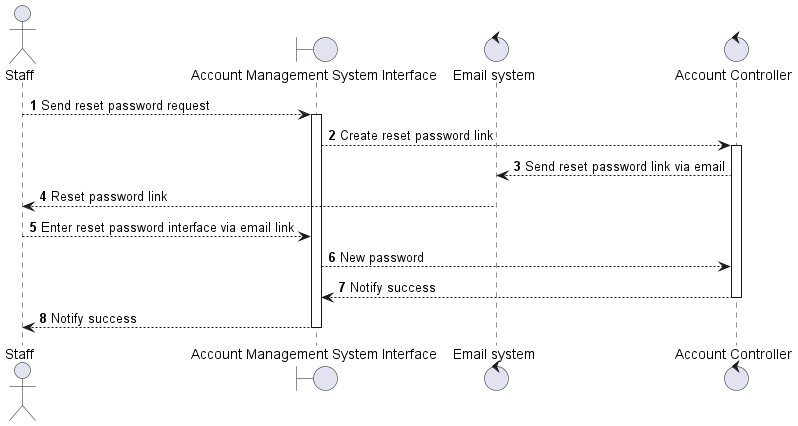 Staff
Account Management System Interface
Email system
Account Controller
1 Send reset password request
2 Create reset password link
3 Send reset password link via email
4 Reset password link
5 Enter reset password interface via email link
6 New password
7 Notify success
8 Notify success
Staff
Account Management System Interface
Email system
Account Controller